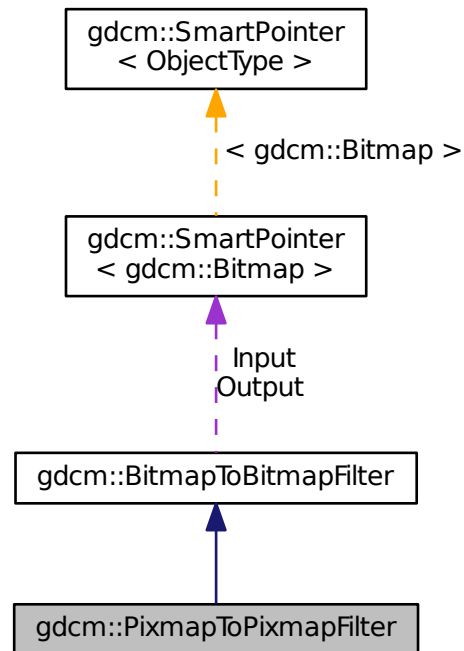 gdcm::SmartPointer
< ObjectType >
< gdcm::Bitmap >
gdcm::SmartPointer
< gdcm::Bitmap >
Input
Output
gdcm::BitmapToBitmapFilter
gdcm::PixmapToPixmapFilter